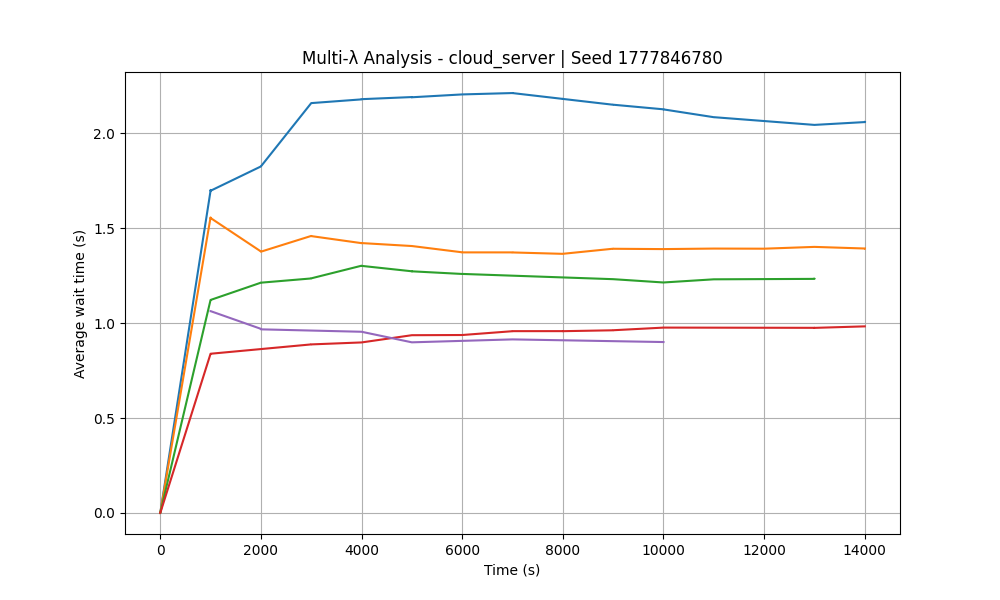 Multi-λ Analysis - cloud_server | Seed 1777846780
Average wait time (s)
2.0
1.5
1.0
0.5
0.0
0 2000 4000 6000 8000 10000 12000 14000
Time (s)